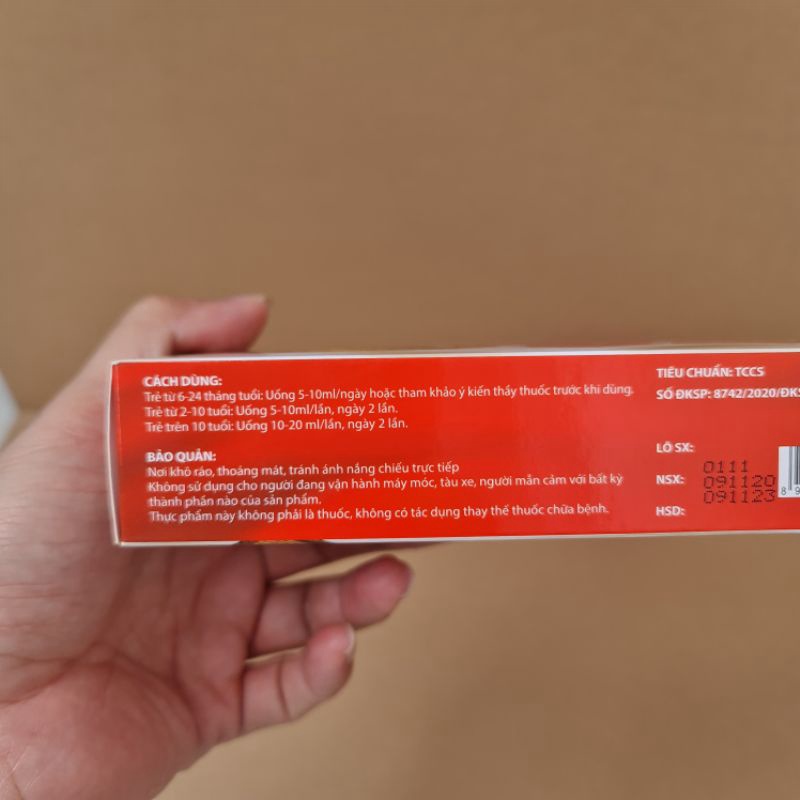 CÁCH DÙNG:
Trẻ từ 6-24 tháng tuổi: Uống 5-10ml/ngày hoặc tham khảo ý kiến thầy thuốc trước khi dùng.
Trẻ từ 2-10 tuổi: Uống 5-10ml/lần, ngày 2 lần.
Trẻ trên 10 tuổi: Uống 10-20 ml/lần, ngày 2 lần.
BẢO QUẢN:
Nơi khô ráo, thoáng mát, tránh ánh nắng chiếu trực tiếp
Không sử dụng cho người đang vận hành máy móc, tàu xe, người mẫn cảm với bất kỳ
thành phần nào của sản phẩm.
Thực phẩm này không phải là thuốc, không có tác dụng thay thế thuốc chữa bệnh.
TIÊU CHUẨN: TCCS
SỐ ĐKSP: 8742/2020/ĐKS
LÔ SX:
0111
NSX:
091120
091123
HSD:
8 9